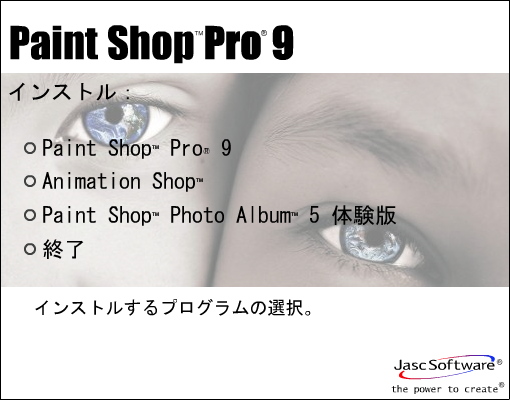 Paint Shop™ Pro® 9
インストル：
Paint Shop™ Pro® 9
Animation Shop™
Paint Shop™ Photo Album™ 5 体験版
終了
インストルするプログラムの選択。
Jasc Software®
the power to create®